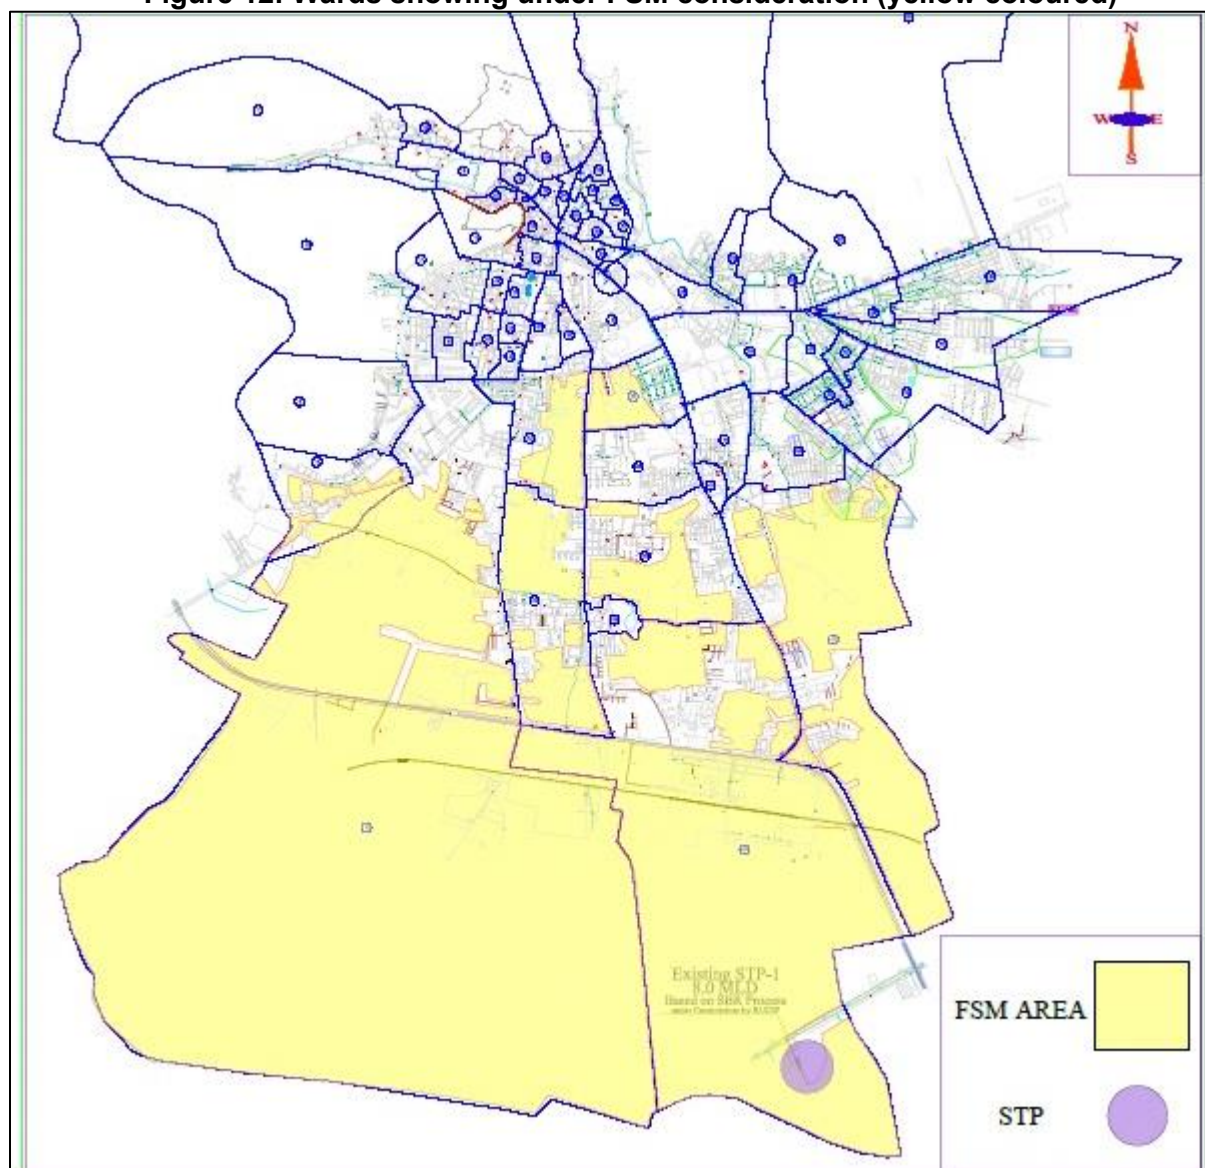 Figure 12: Wards showing under FSM consideration (yellow coloured)
N
W E
S
Existing STP-1
8.0 MLD
Based on SBR Process
FSM AREA
STP